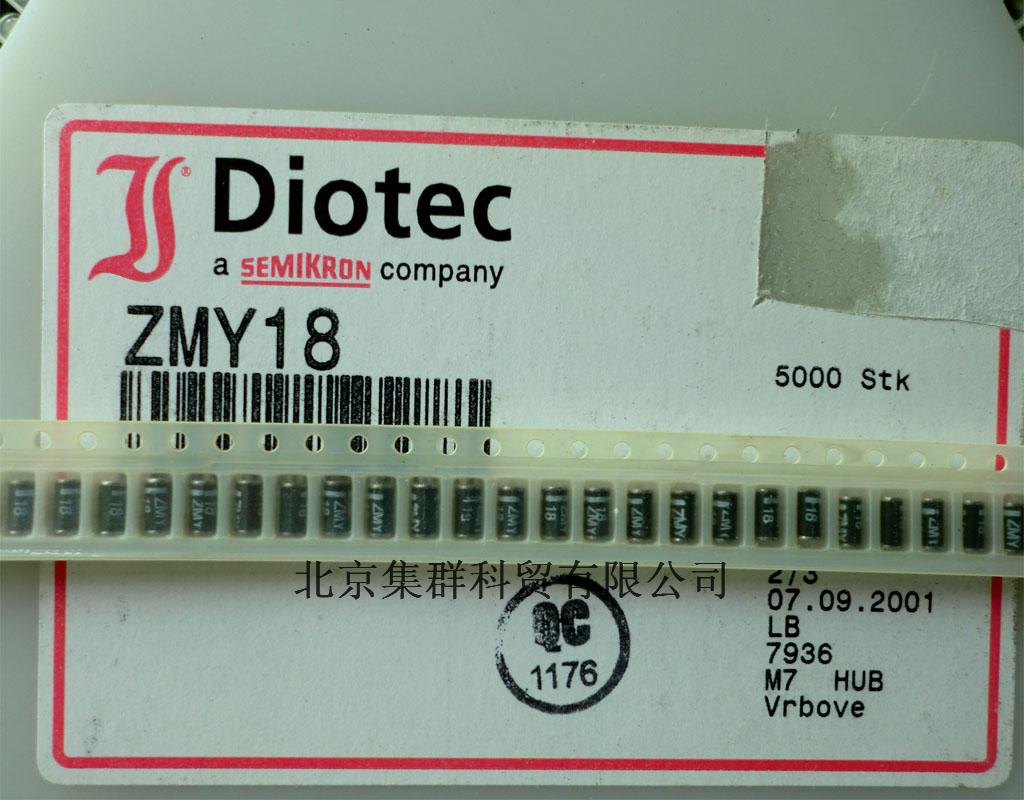 Diotec
®
a SEMIKRON company
ZMY18
5000 Stk
北京集群科贸有限公司
2/3
07.09.2001
LB
7936
M7 HUB
Vrbove
QC
1176